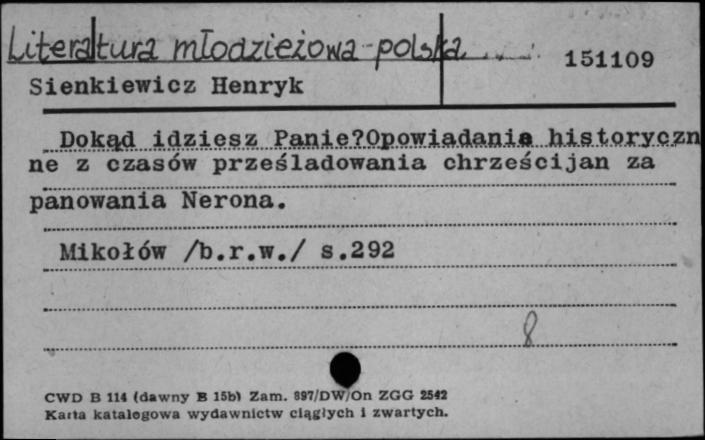 Literatura młodzieżowa-polska
151109
Sienkiewicz Henryk
Dokąd idziesz Panie?Opowiadania historyczn
ne z czasów prześladowania chrześcijan za
panowania Nerona.
Mikołów /b.r.w./ s.292
8
CWD B 114 (dawny B 15b) Zam. 897/DW/On ZGG 2542
Karta katalogowa wydawnictw ciągłych i zwartych.